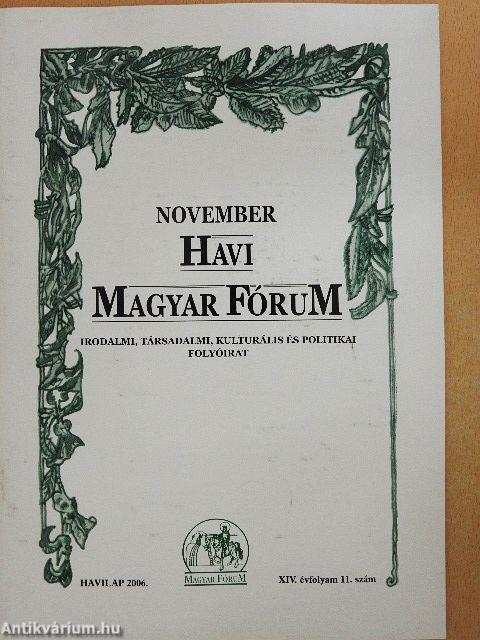 NOVEMBER
HAVI
MAGYAR FÓRUM
IRODALMI, TÁRSADALMI, KULTURÁLIS ÉS POLITIKAI
FOLYÓIRAT
MAGYAR FÓRUM
HAVILAP 2006.
XIV. évfolyam 11. szám
Antikvárium.hu